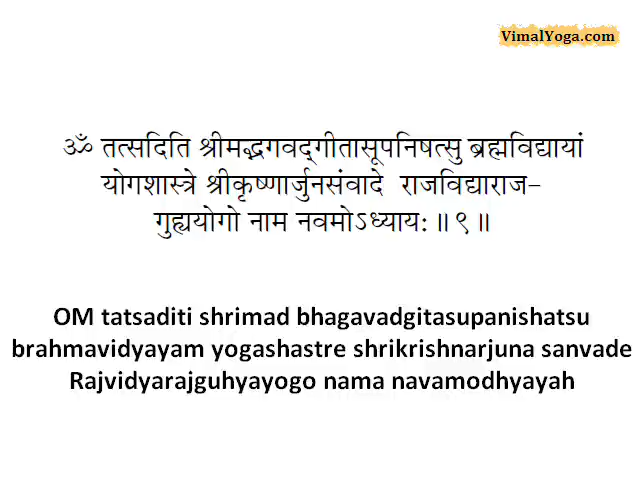 VimalYoga.com
ॐ तत्सदिति श्रीमद्भगवद्‌गीतासूपनिषत्सु ब्रह्मविद्यायां
योगशास्त्रे श्रीकृष्णार्जुनसंवादे राजविद्याराज-
गुह्ययोगो नाम नवमोऽध्यायः ॥ ९ ॥
OM tatsaditi shrimad bhagavadgitasupanishatsu
brahmavidyayam yogashastre shrikrishnarjuna sanvade
Rajvidyarajguhyayogo nama navamodhyayah